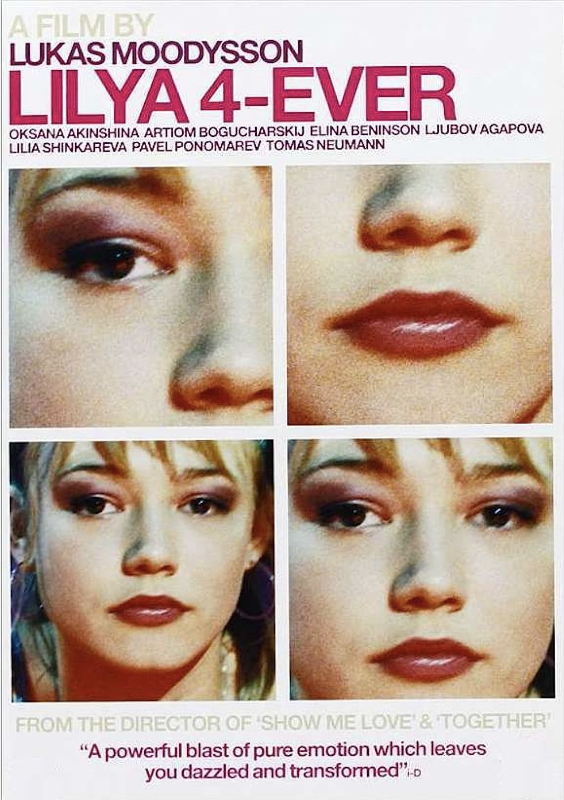 A FILM BY
LUKAS MOODYSSON
LILYA 4-EVER
OKSANA AKINSHINA ARTIOM BOGUCHARSKIJ ELINA BENINSON LJUBOV AGAPOVA
LILIA SHINKAREVA PAVEL PONOMAREV TOMAS NEUMANN
FROM THE DIRECTOR OF ‘SHOW ME LOVE’ & ‘TOGETHER’
“A powerful blast of pure emotion which leaves
you dazzled and transformed” i-D